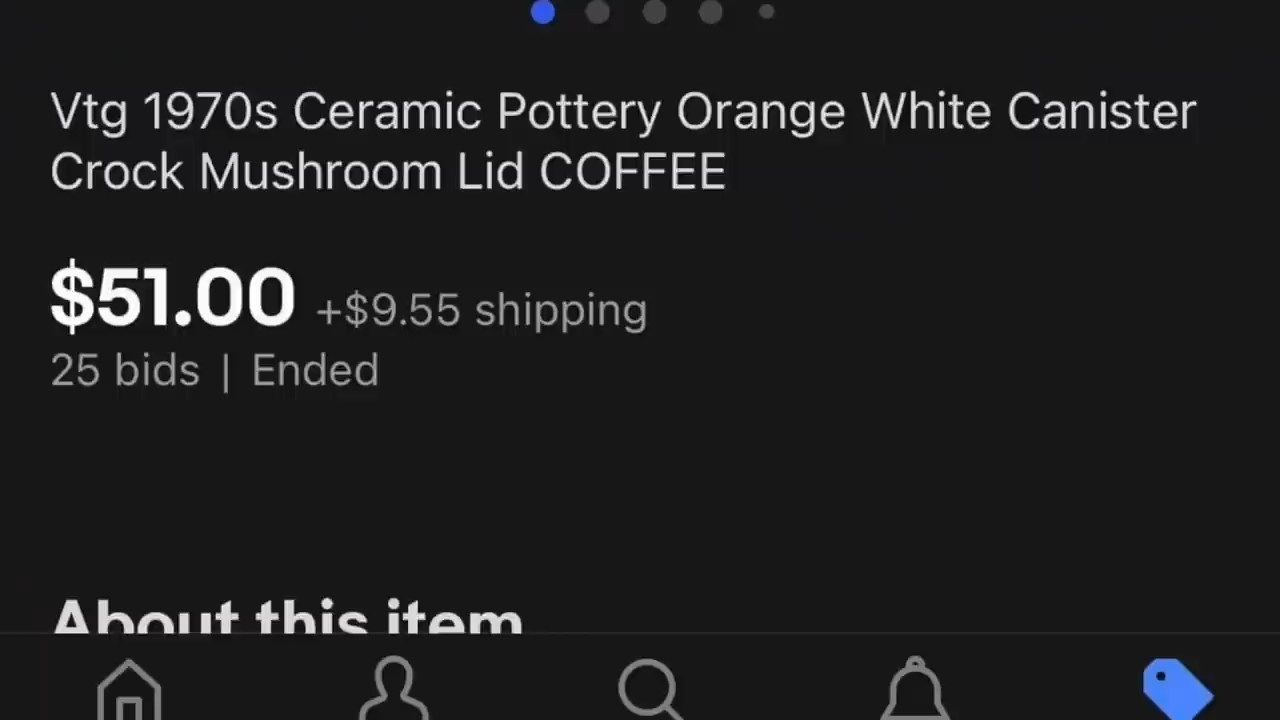 Vtg 1970s Ceramic Pottery Orange White Canister
Crock Mushroom Lid COFFEE
$51.00 +$9.55 shipping
25 bids | Ended
About this item